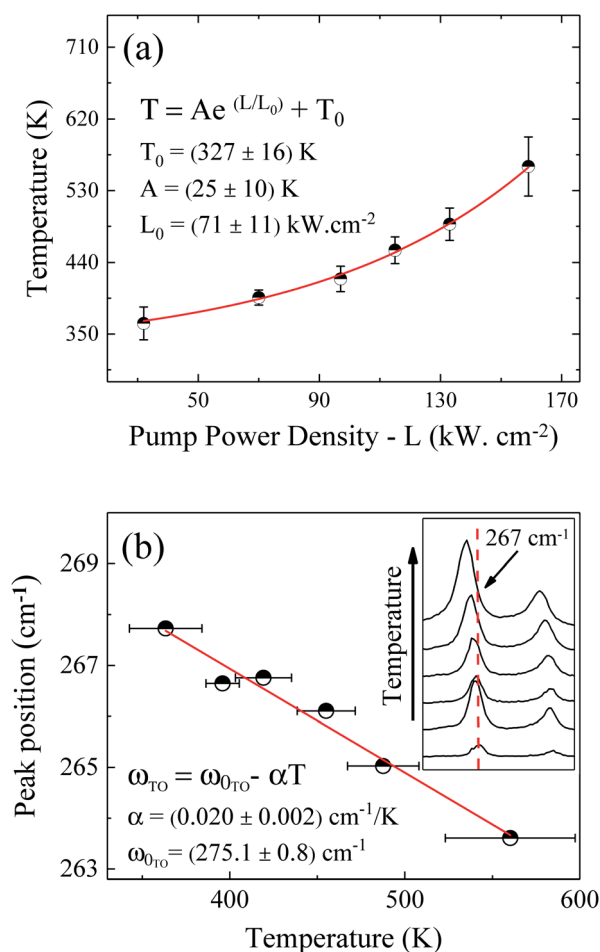 (a)
710
620
530
440
350
Temperature (K)
T = Ae (L/L₀) + T₀
T₀ = (327 ± 16) K
A = (25 ± 10) K
L₀ = (71 ± 11) kW.cm⁻²
50 90 130 170
Pump Power Density - L (kW. cm⁻²)
(b)
269
267
265
263
Peak position (cm⁻¹)
267 cm⁻¹
Temperature
ω_TO = ω₀_TO - αT
α = (0.020 ± 0.002) cm⁻¹/K
ω₀_TO = (275.1 ± 0.8) cm⁻¹
400 500 600
Temperature (K)